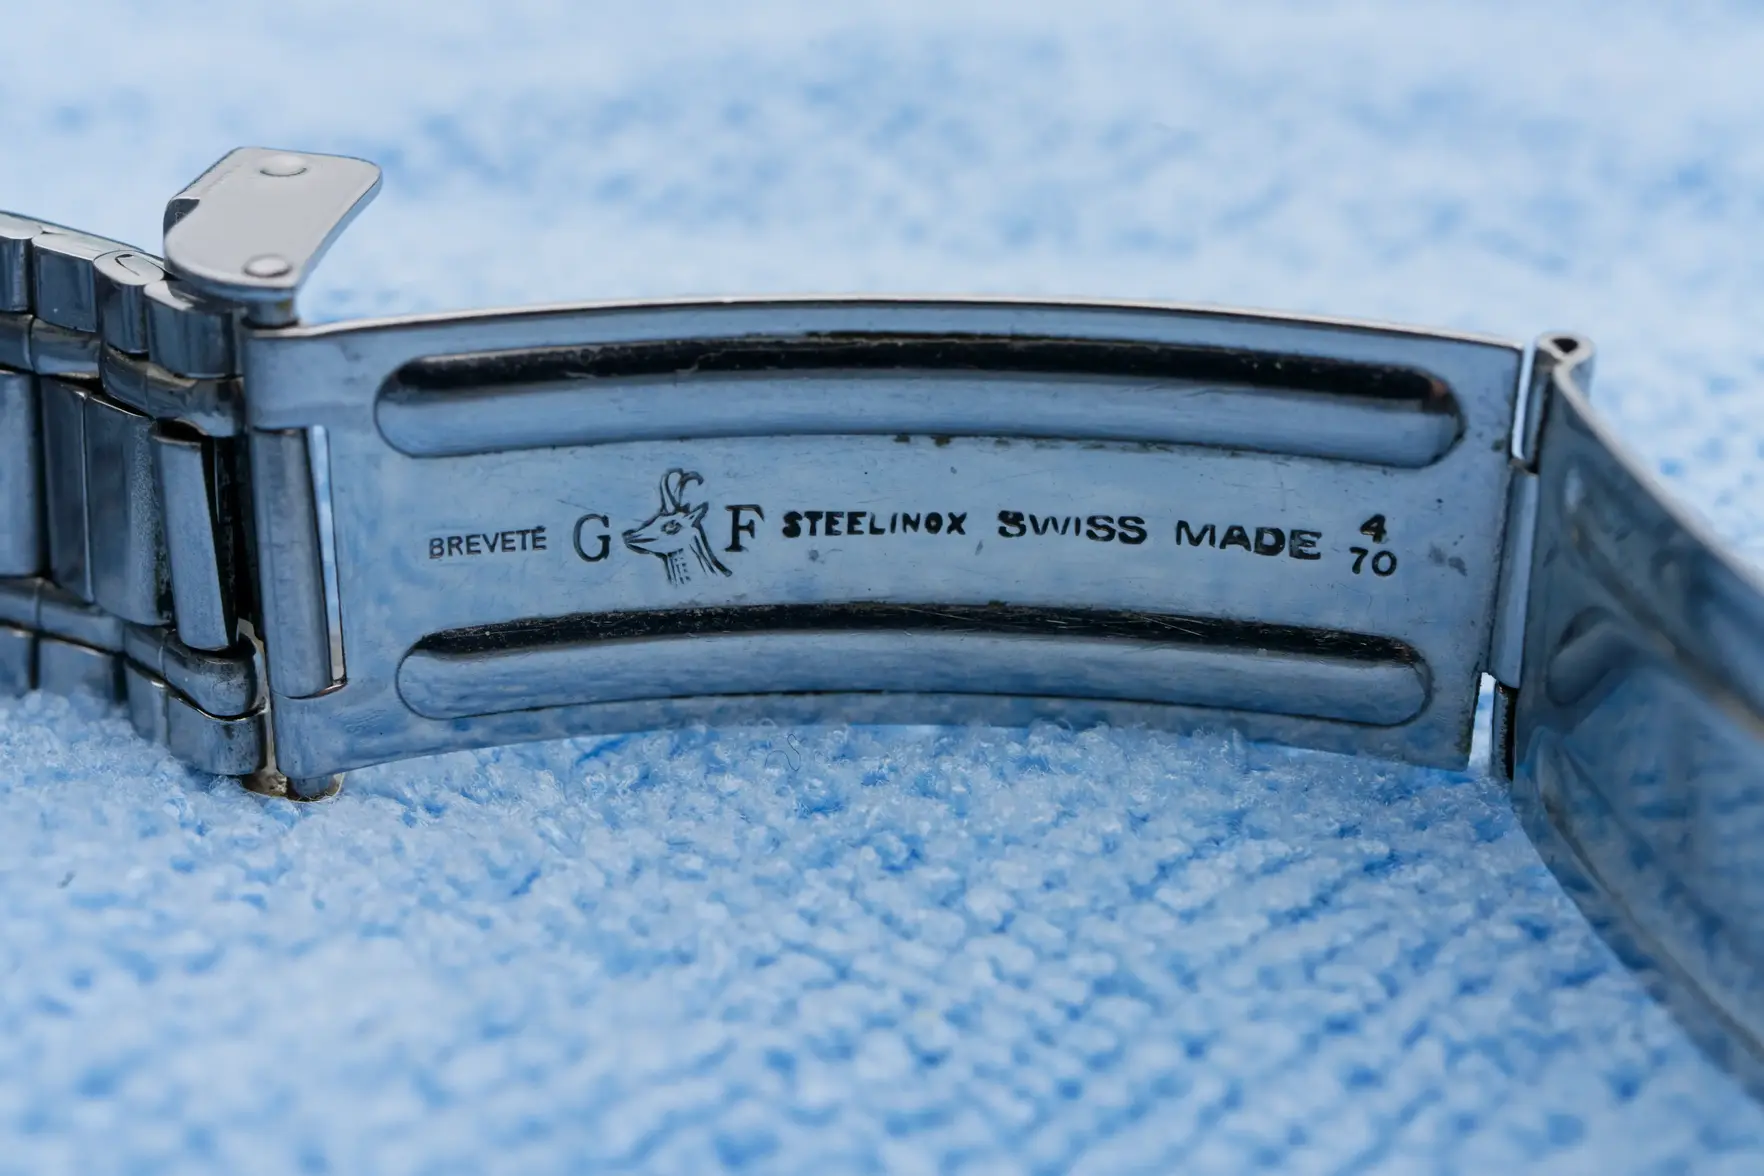 BREVETÉ G F STEELINOX SWISS MADE 4
70